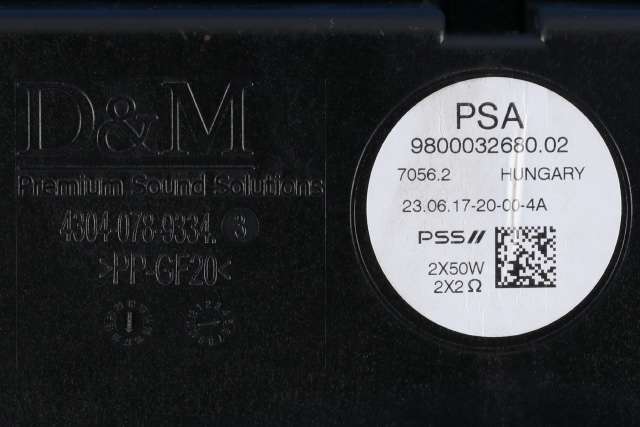 D&M
Premium Sound Solutions
4304-078-9334. 3
>PP-GF20<
PSA
9800032680.02
7056.2 HUNGARY
23.06.17-20-00-4A
PSS//
2X50W
2X2 Ω